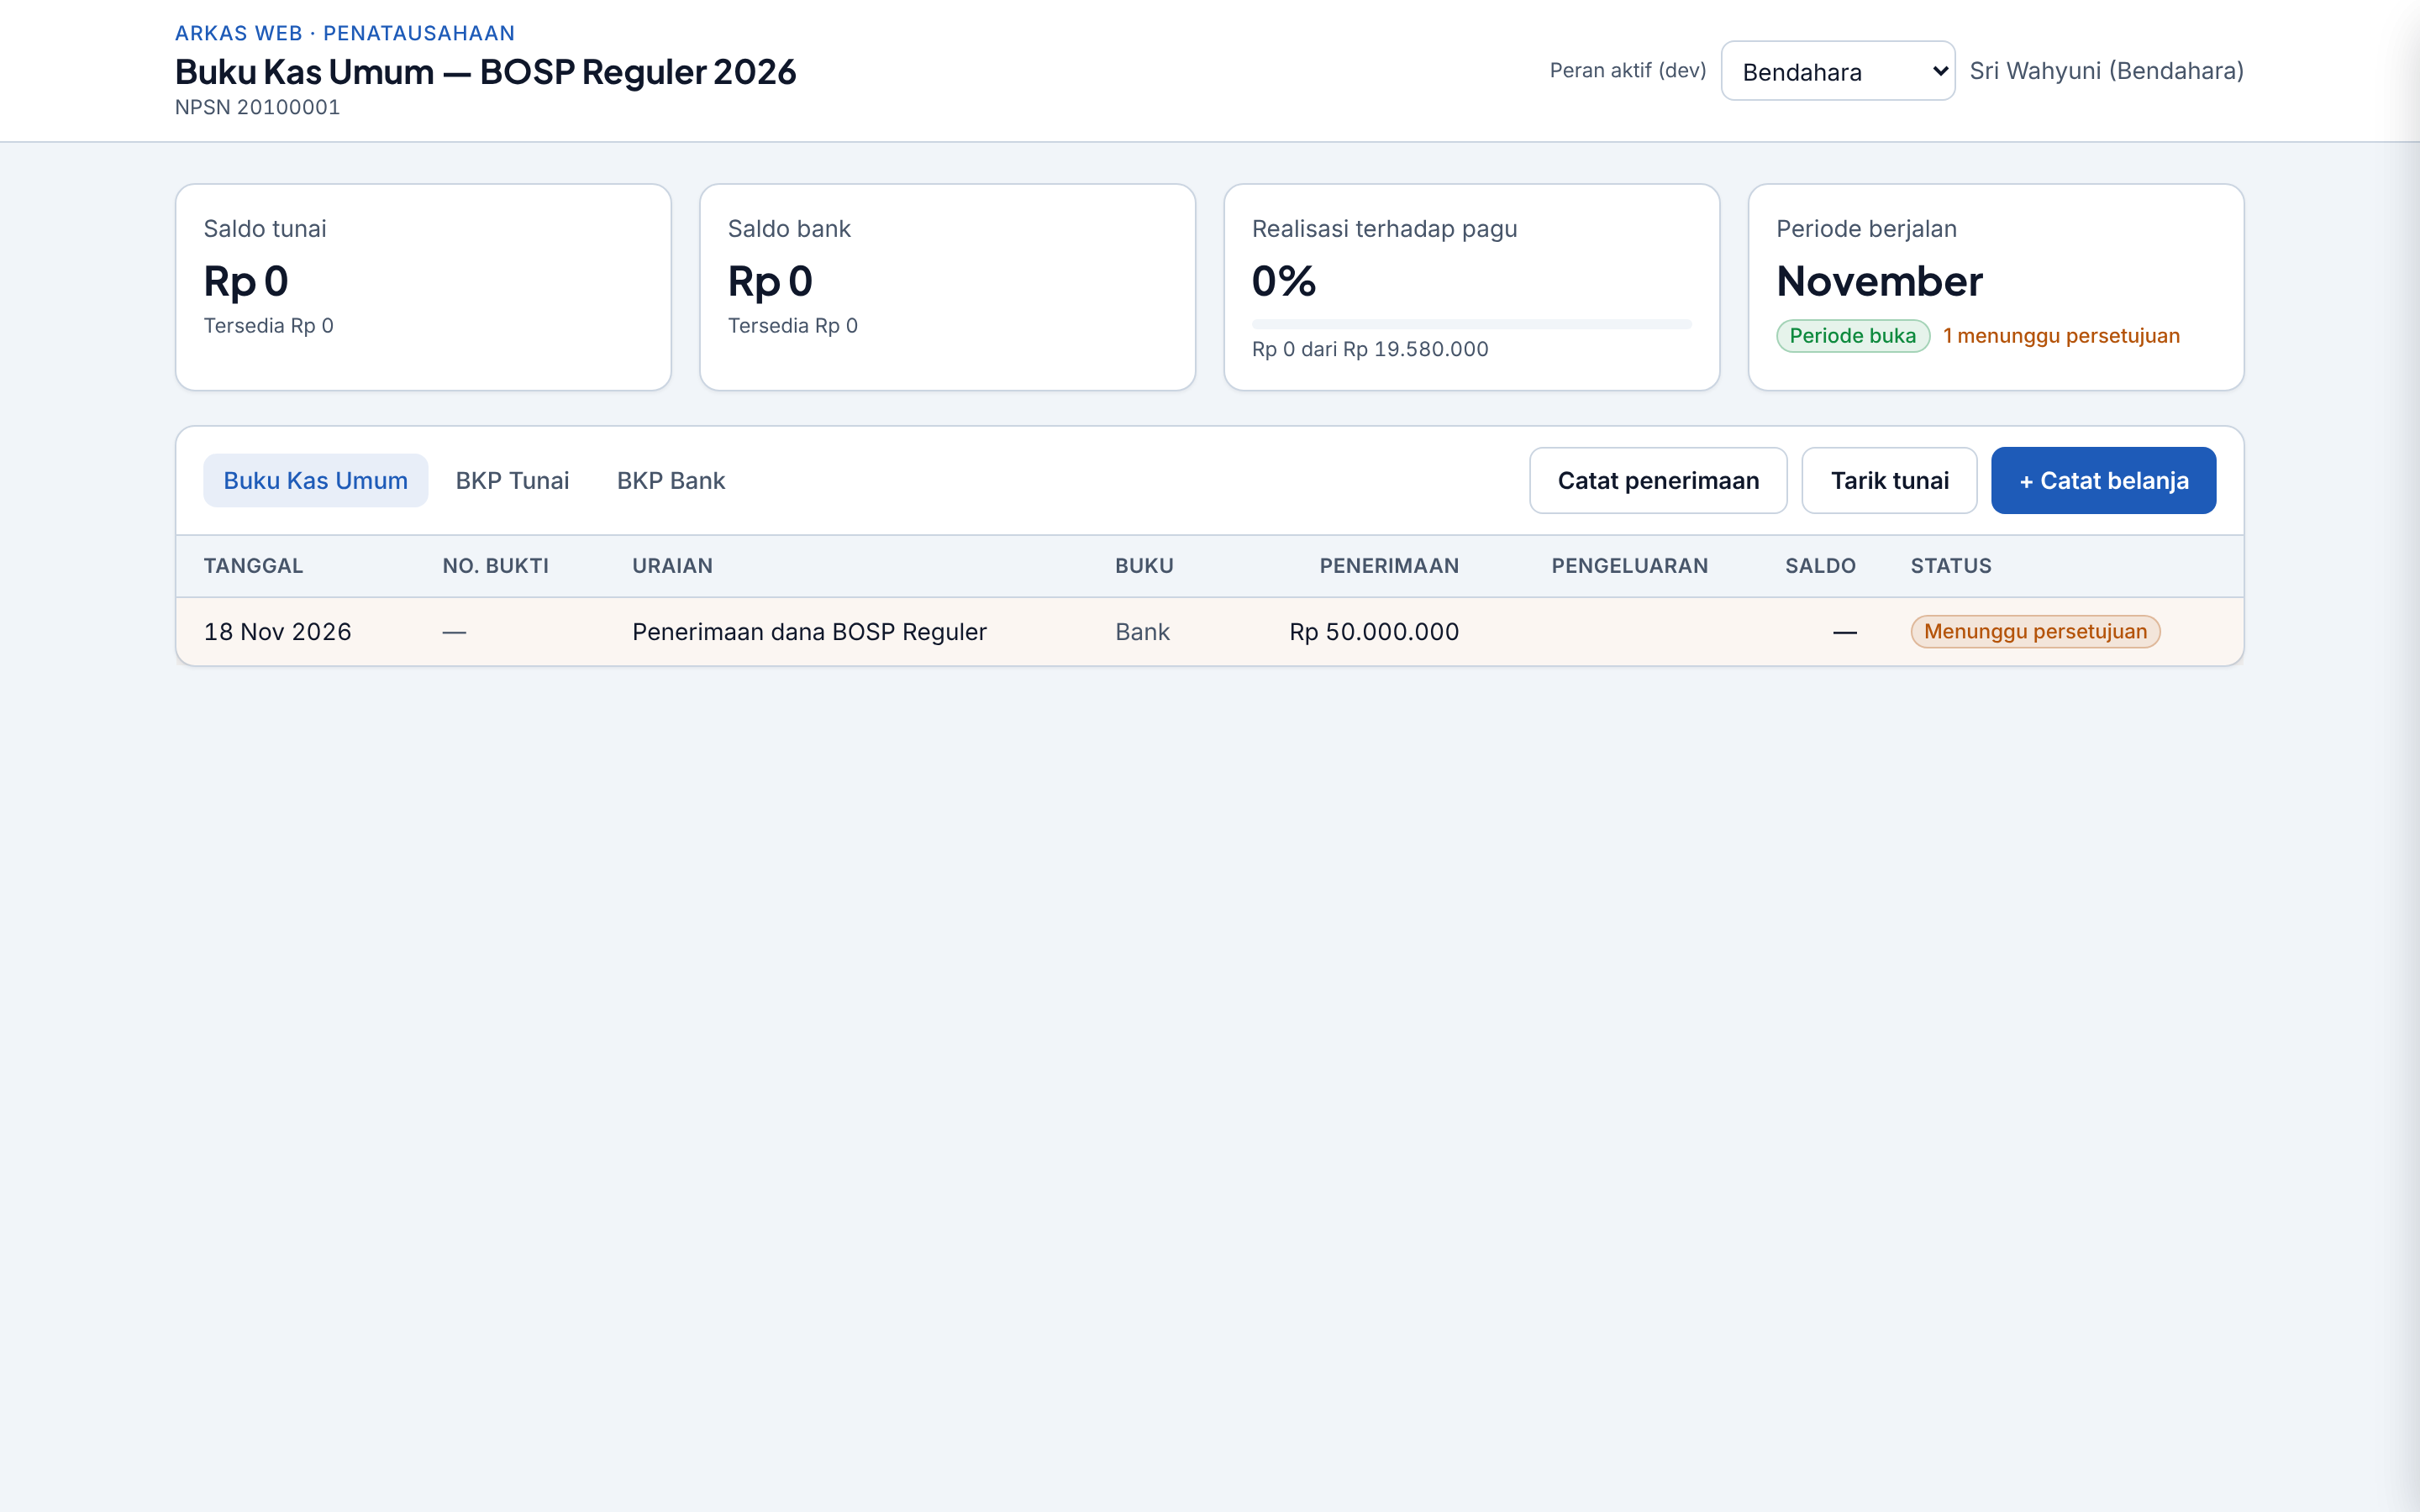 ARKAS WEB · PENATAUSAHAAN
Buku Kas Umum — BOSP Reguler 2026
NPSN 20100001
Peran aktif (dev) Bendahara Sri Wahyuni (Bendahara)
Saldo tunai
Rp 0
Tersedia Rp 0
Saldo bank
Rp 0
Tersedia Rp 0
Realisasi terhadap pagu
0%
Rp 0 dari Rp 19.580.000
Periode berjalan
November
Periode buka 1 menunggu persetujuan
Buku Kas Umum BKP Tunai BKP Bank Catat penerimaan Tarik tunai + Catat belanja
TANGGAL NO. BUKTI URAIAN BUKU PENERIMAAN PENGELUARAN SALDO STATUS
18 Nov 2026 — Penerimaan dana BOSP Reguler Bank Rp 50.000.000 — Menunggu persetujuan